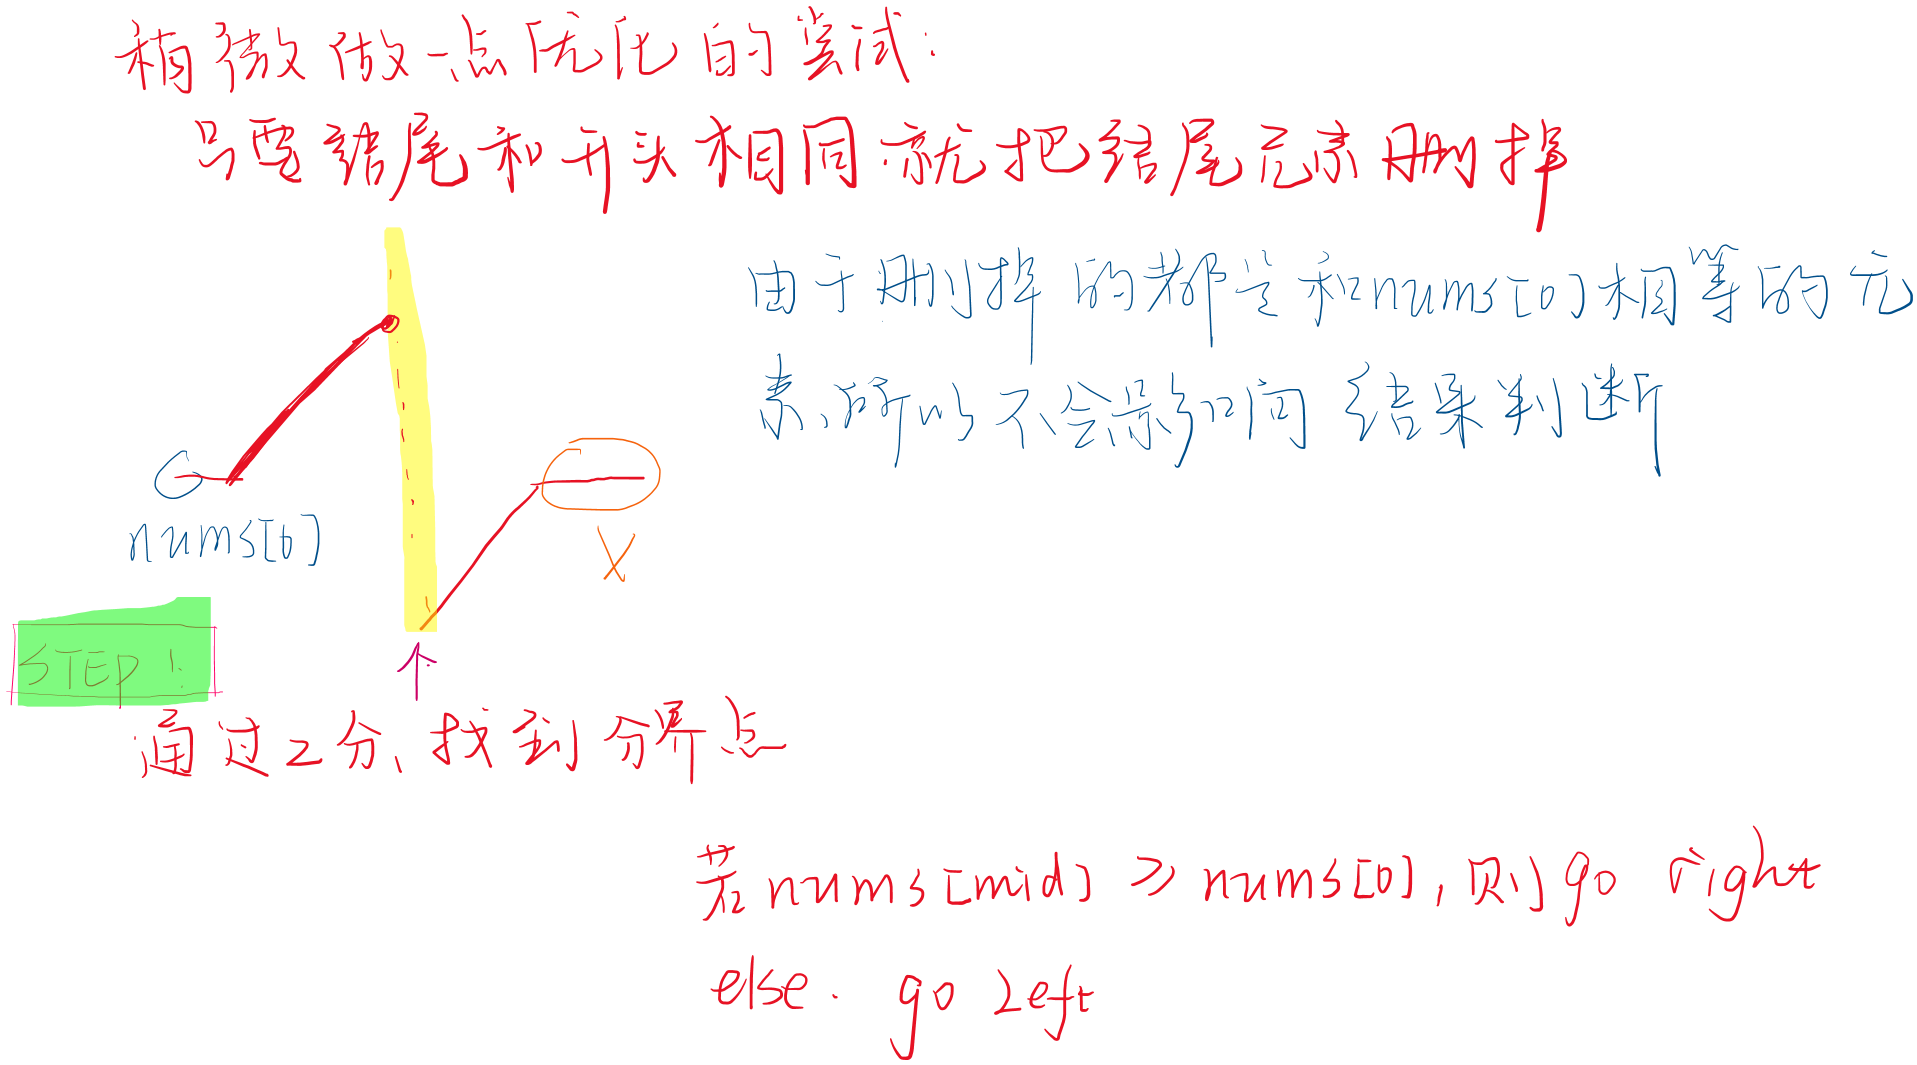 稍微做一点优化的尝试:
只要结尾和开头相同就把结尾元素删掉
由于删掉的都是和nums[0]相等的元
素,所以不会影响结果判断
nums[0]
X
STEP 1:
通过二分,找到分界点
若nums[mid] ≥ nums[0],则go right
else. go Left